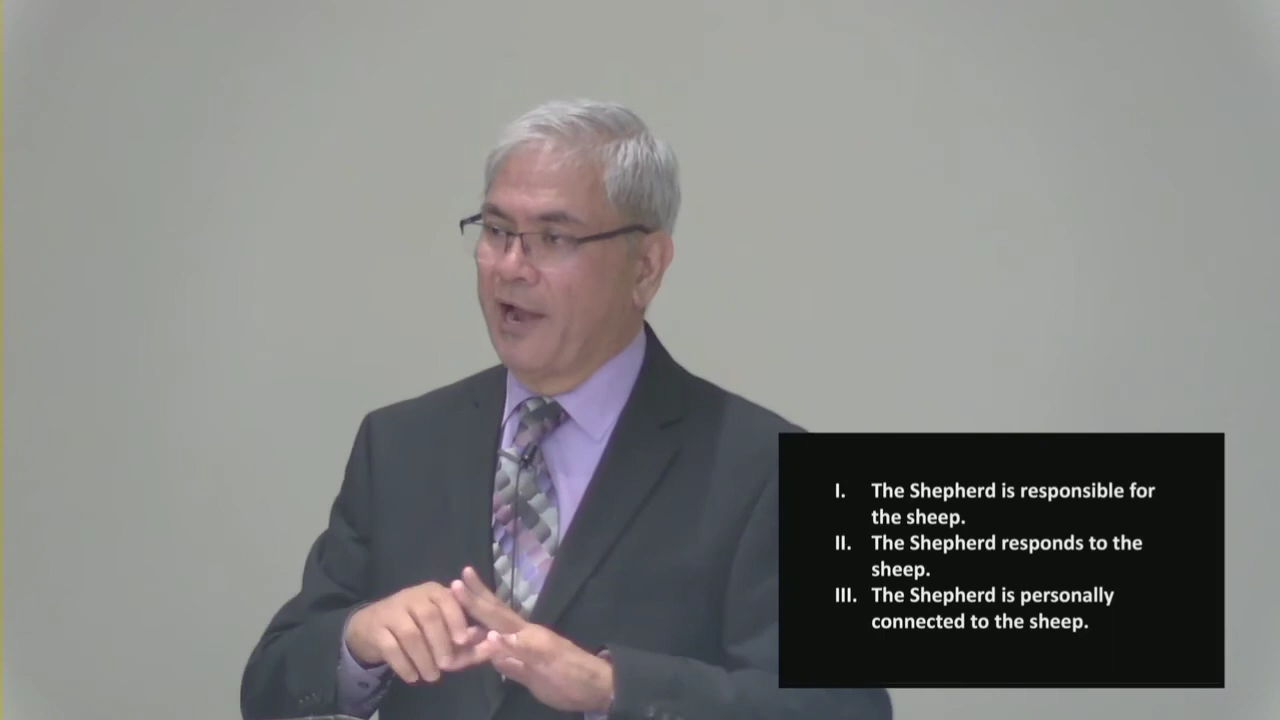 I. The Shepherd is responsible for
the sheep.
II. The Shepherd responds to the
sheep.
III. The Shepherd is personally
connected to the sheep.